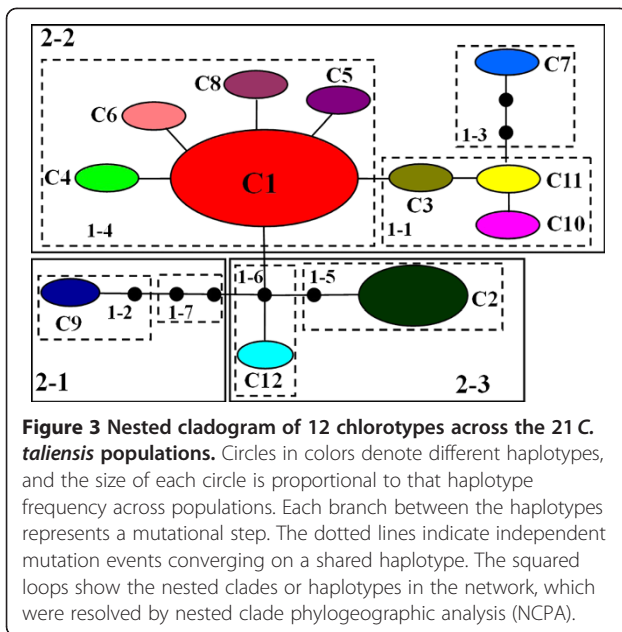 2-2
C8
C5
C7
C6
1-3
C4
C1
C3
C11
1-4
1-1
C10
1-6
1-5
C9
1-2
1-7
C2
2-1
C12
2-3
Figure 3 Nested cladogram of 12 chlorotypes across the 21 C.
taliensis populations. Circles in colors denote different haplotypes,
and the size of each circle is proportional to that haplotype
frequency across populations. Each branch between the haplotypes
represents a mutational step. The dotted lines indicate independent
mutation events converging on a shared haplotype. The squared
loops show the nested clades or haplotypes in the network, which
were resolved by nested clade phylogeographic analysis (NCPA).